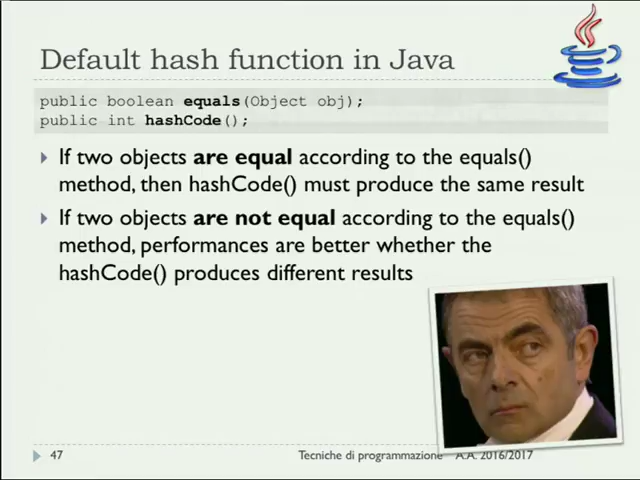 Default hash function in Java
public boolean equals(Object obj);
public int hashCode();
If two objects are equal according to the equals()
method, then hashCode() must produce the same result
If two objects are not equal according to the equals()
method, performances are better whether the
hashCode() produces different results
47
Tecniche di programmazione A.A. 2016/2017